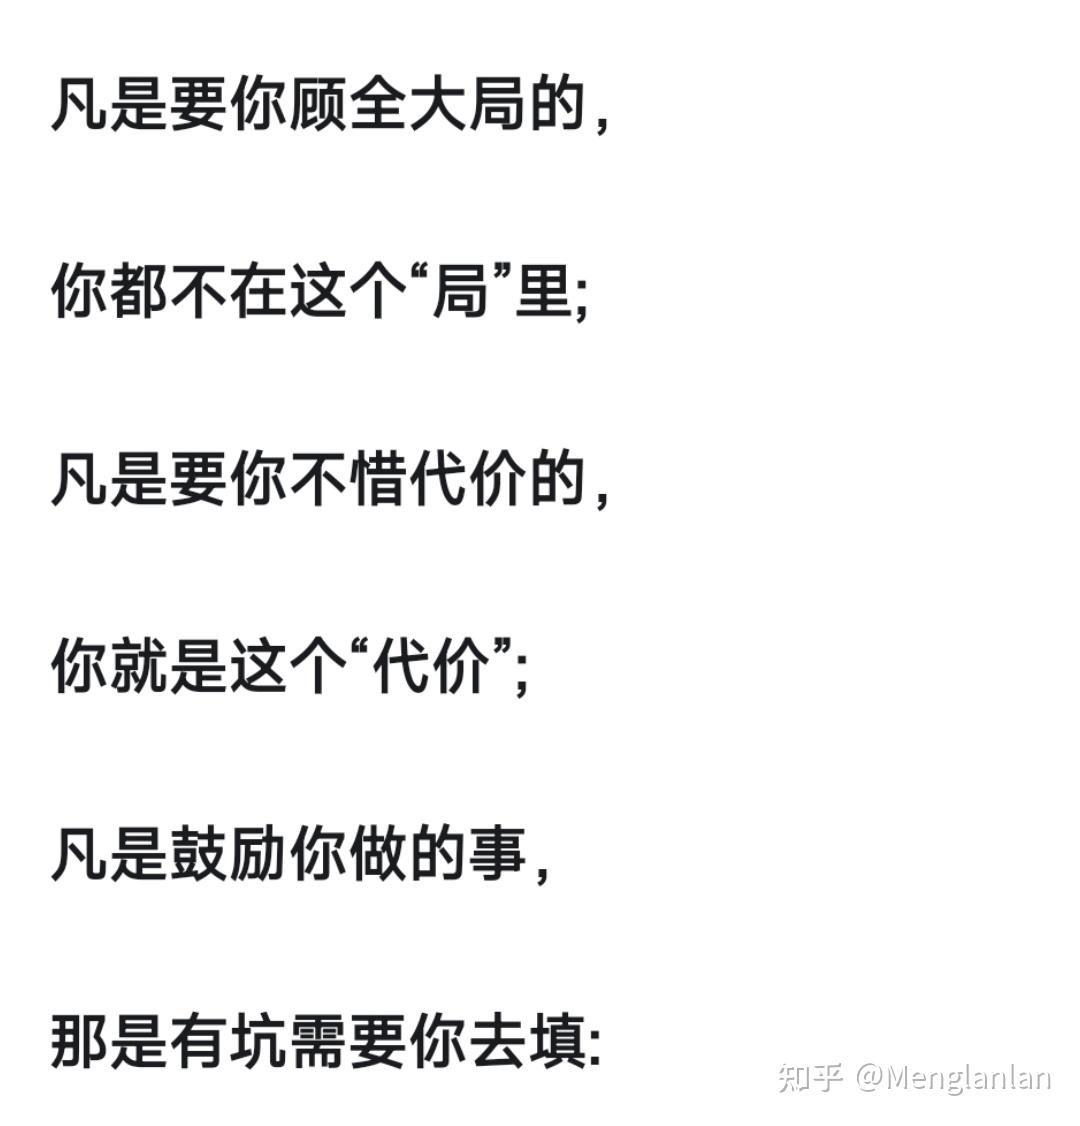 凡是要你顾全大局的,
你都不在这个“局”里;
凡是要你不惜代价的,
你就是这个“代价”;
凡是鼓励你做的事,
那是有坑需要你去填:
知乎 @Menglanlan